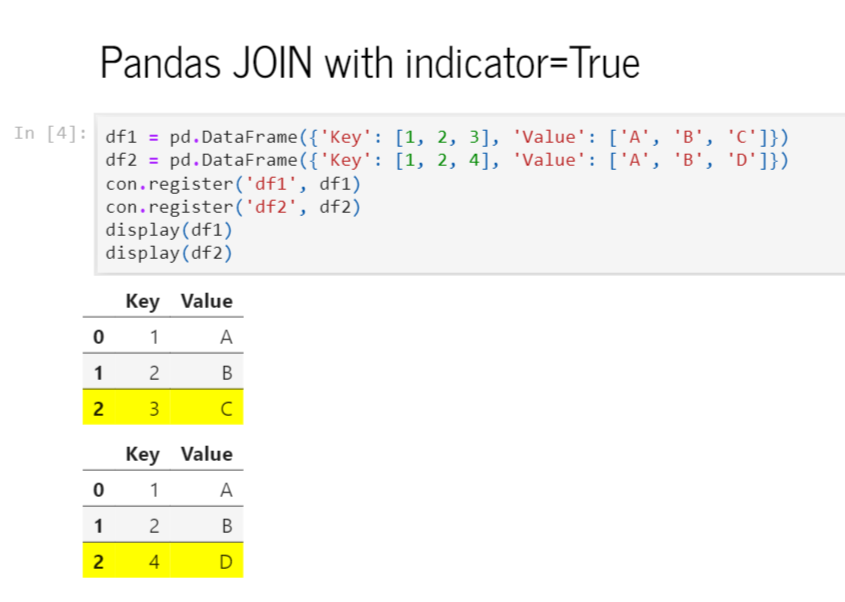 Pandas JOIN with indicator=True
In [4]:
df1 = pd.DataFrame({'Key': [1, 2, 3], 'Value': ['A', 'B', 'C']})
df2 = pd.DataFrame({'Key': [1, 2, 4], 'Value': ['A', 'B', 'D']})
con.register('df1', df1)
con.register('df2', df2)
display(df1)
display(df2)
Key Value
0 1 A
1 2 B
2 3 C
Key Value
0 1 A
1 2 B
2 4 D